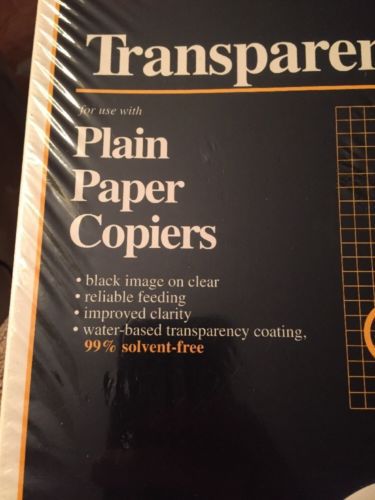 Transparen
for use with
Plain
Paper
Copiers
• black image on clear
• reliable feeding
• improved clarity
• water-based transparency coating,
99% solvent-free